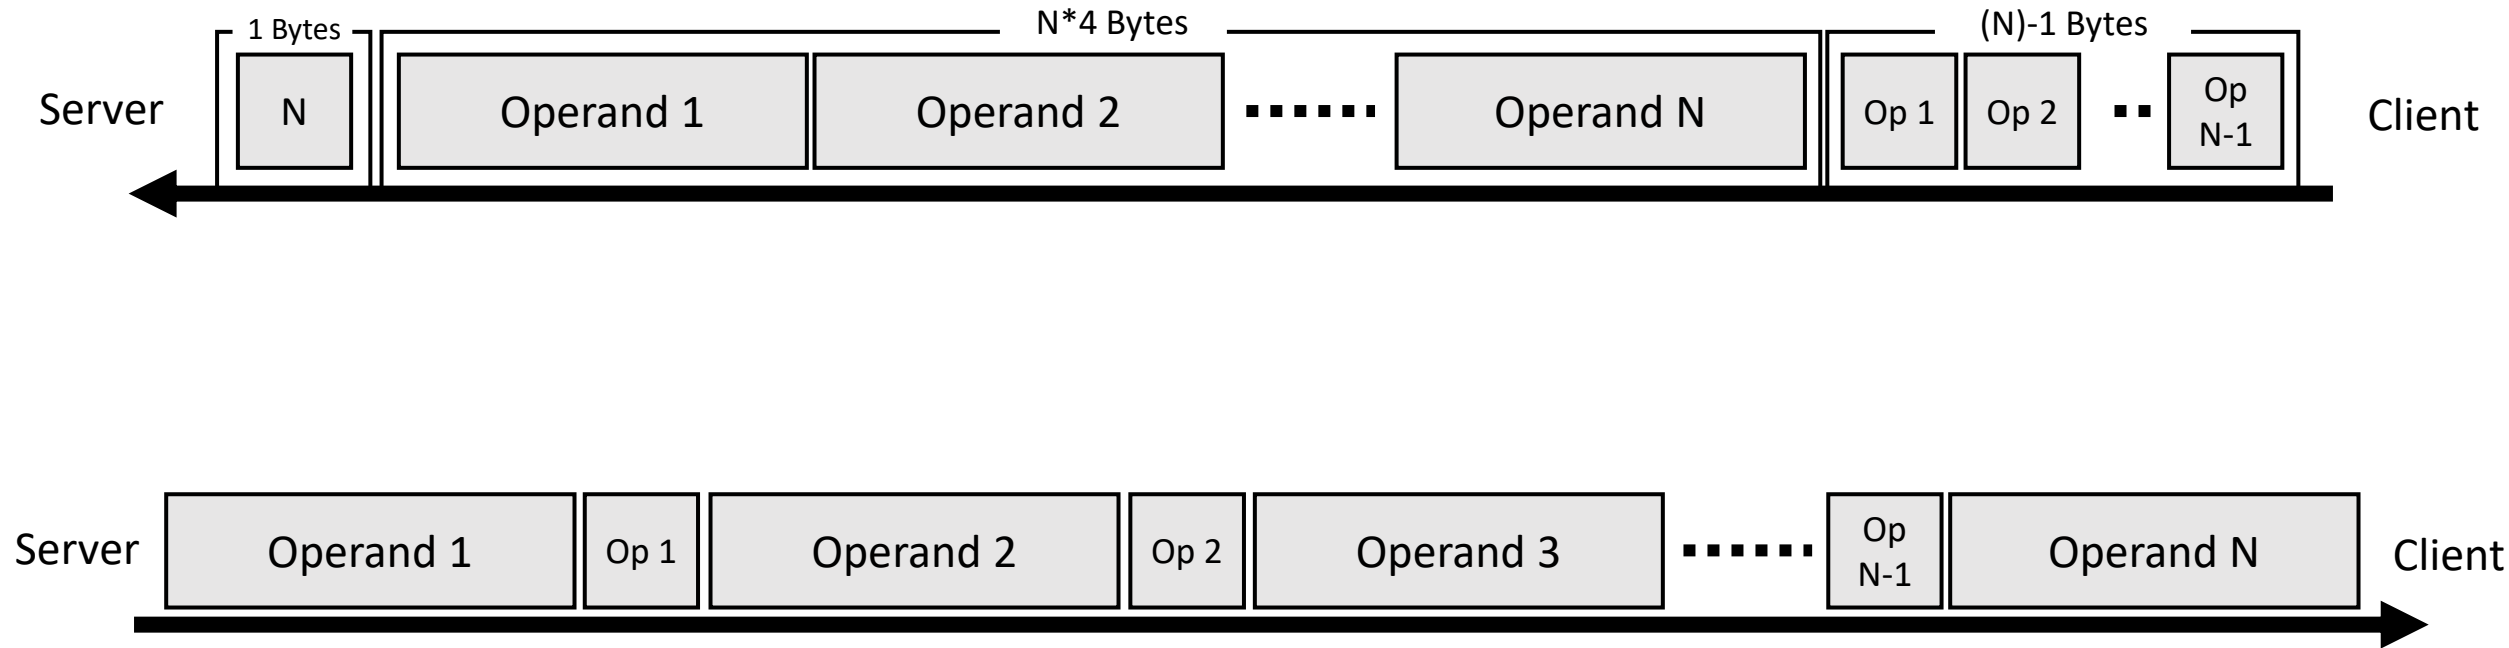 1 Bytes
N*4 Bytes
(N)-1 Bytes
Server
N
Operand 1
Operand 2
Operand N
Op 1
Op 2
Op
N-1
Client
Server
Operand 1
Op 1
Operand 2
Op 2
Operand 3
Op
N-1
Operand N
Client